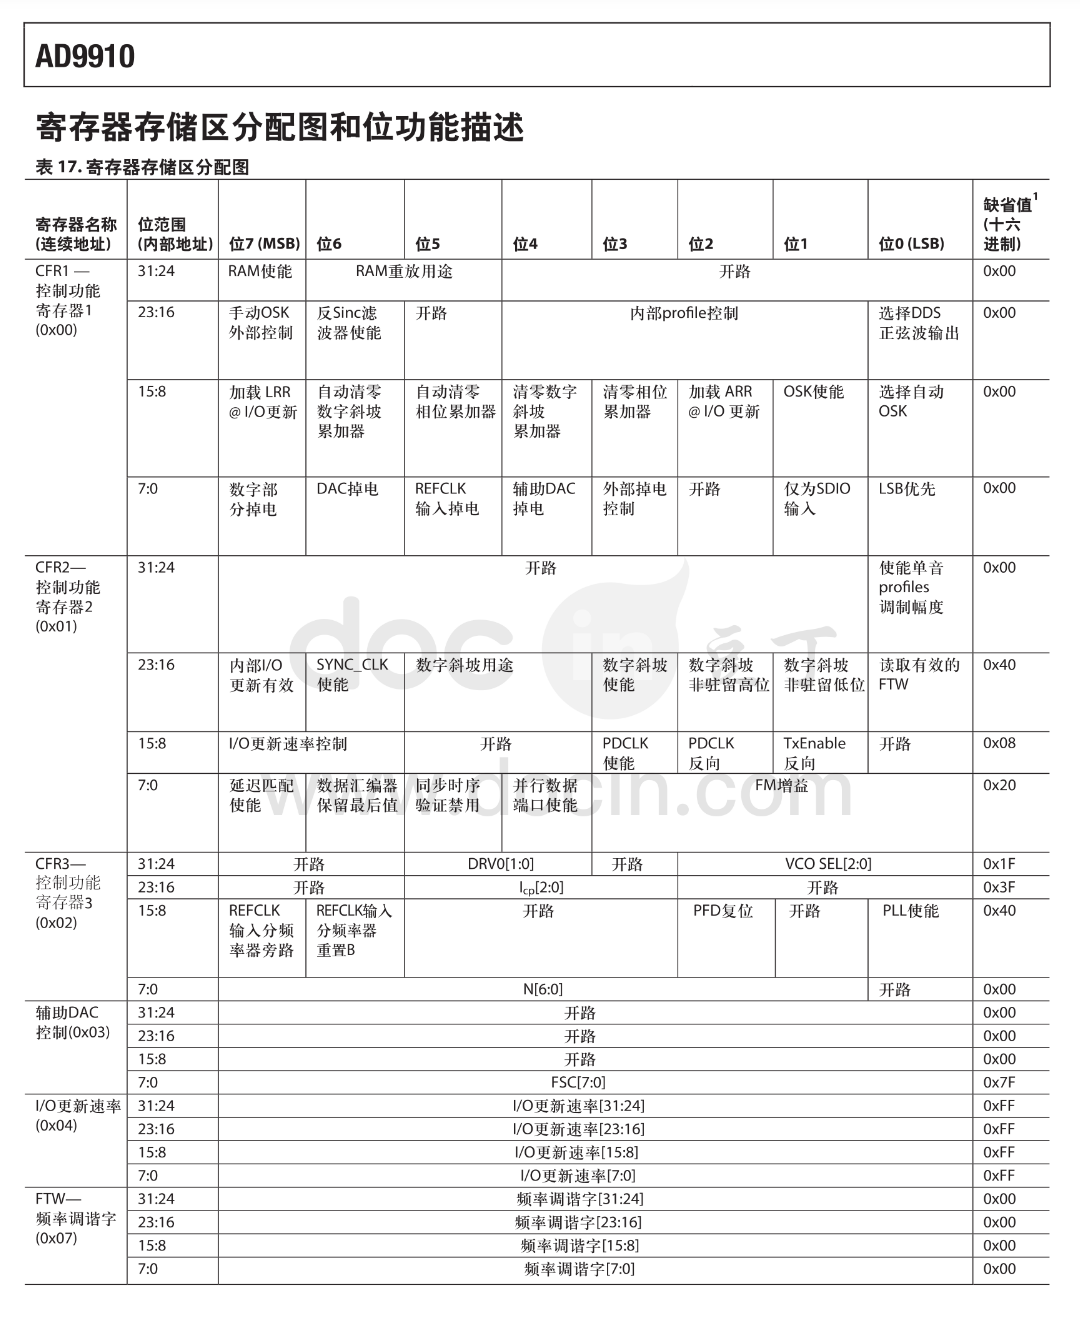 AD9910
寄存器存储区分配图和位功能描述
表 17. 寄存器存储区分配图
寄存器名称 (连续地址) 位范围 (内部地址) 位7 (MSB) 位6 位5 位4 位3 位2 位1 位0 (LSB) 缺省值1 (十六进制)
CFR1 — 控制功能寄存器1 (0x00) 31:24 RAM使能 RAM重放用途 开路 0x00
23:16 手动OSK外部控制 反Sinc滤波器使能 开路 内部profile控制 选择DDS正弦波输出 0x00
15:8 加载 LRR @ I/O更新 自动清零数字斜坡累加器 自动清零相位累加器 清零数字斜坡累加器 清零相位累加器 加载 ARR @ I/O 更新 OSK使能 选择自动OSK 0x00
7:0 数字部分掉电 DAC掉电 REFCLK输入掉电 辅助DAC掉电 外部掉电控制 开路 仅为SDIO输入 LSB优先 0x00
CFR2— 控制功能寄存器2 (0x01) 31:24 开路 使能单音profiles调制幅度 0x00
23:16 内部I/O更新有效 SYNC_CLK使能 数字斜坡用途 数字斜坡使能 数字斜坡非驻留高位 数字斜坡非驻留低位 读取有效的FTW 0x40
15:8 I/O更新速率控制 开路 PDCLK使能 PDCLK反向 TxEnable反向 开路 0x08
7:0 延迟匹配使能 数据汇编器保留最后值 同步时序验证禁用 并行数据端口使能 FM增益 0x20
CFR3— 控制功能寄存器3 (0x02) 31:24 开路 DRV0[1:0] 开路 VCO SEL[2:0] 0x1F
23:16 开路 Icp[2:0] 开路 0x3F
15:8 REFCLK输入分频率器旁路 REFCLK输入分频率器重置B 开路 PFD复位 开路 PLL使能 0x40
7:0 N[6:0] 开路 0x00
辅助DAC控制(0x03) 31:24 开路 0x00
23:16 开路 0x00
15:8 开路 0x00
7:0 FSC[7:0] 0x7F
I/O更新速率 (0x04) 31:24 I/O更新速率[31:24] 0xFF
23:16 I/O更新速率[23:16] 0xFF
15:8 I/O更新速率[15:8] 0xFF
7:0 I/O更新速率[7:0] 0xFF
FTW— 频率调谐字 (0x07) 31:24 频率调谐字[31:24] 0x00
23:16 频率调谐字[23:16] 0x00
15:8 频率调谐字[15:8] 0x00
7:0 频率调谐字[7:0] 0x00
doc in 豆丁
www.docin.com